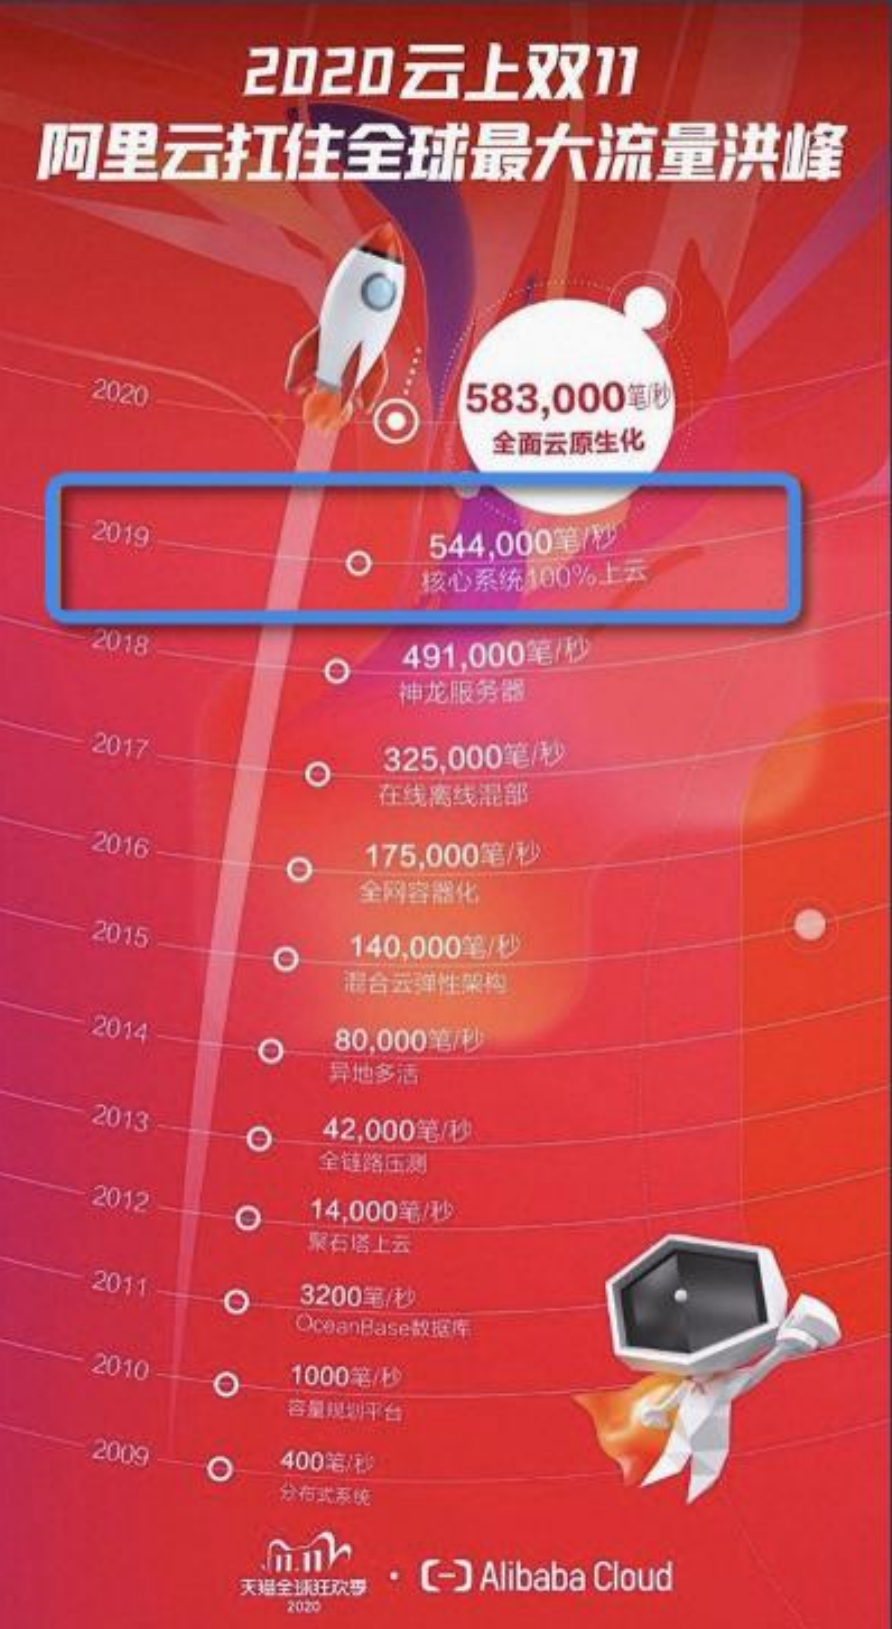 2020云上双11
阿里云扛住全球最大流量洪峰
2020
583,000笔/秒
全面云原生化
2019
544,000笔/秒
核心系统100%上云
2018
491,000笔/秒
神龙服务器
2017
325,000笔/秒
在线离线混部
2016
175,000笔/秒
全网容器化
2015
140,000笔/秒
混合云弹性架构
2014
80,000笔/秒
异地多活
2013
42,000笔/秒
全链路压测
2012
14,000笔/秒
聚石塔上云
2011
3200笔/秒
OceanBase数据库
2010
1000笔/秒
容量规划平台
2009
400笔/秒
分布式系统
11.11
天猫全球狂欢季
2020
Alibaba Cloud